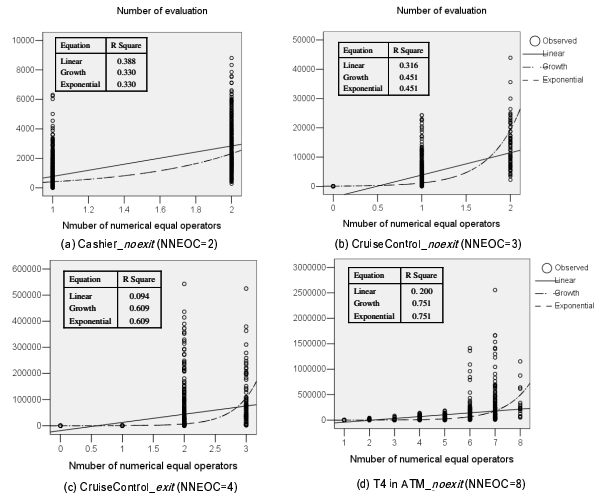 Number of evaluation
Number of evaluation
10000
8000
6000
4000
2000
0
Equation R Square
Linear 0.388
Growth 0.330
Exponential 0.330
1 1.2 1.4 1.6 1.8 2
Nmuber of numerical equal operators
(a) Cashier_noexit (NNEOC=2)
50000
40000
30000
20000
10000
0
Equation R Square
Linear 0.316
Growth 0.451
Exponential 0.451
0 0.5 1 1.5 2
Nmuber of numerical equal operators
(b) CruiseControl_noexit (NNEOC=3)
Observed
Linear
Growth
Exponential
600000
500000
400000
300000
200000
100000
0
Equation R Square
Linear 0.094
Growth 0.609
Exponential 0.609
0 0.5 1 1.5 2 2.5 3
Nmuber of numerical equal operators
(c) CruiseControl_exit (NNEOC=4)
3000000
2500000
2000000
1500000
1000000
500000
0
Equation R Square
Linear 0. 200
Growth 0.751
Exponential 0.751
1 2 3 4 5 6 7 8
Nmuber of numerical equal operators
(d) T4 in ATM_noexit (NNEOC=8)
Observed
Linear
Growth
Exponential